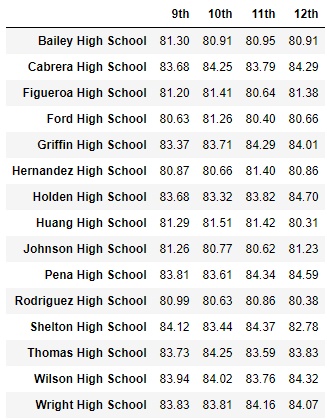 9th 10th 11th 12th
Bailey High School 81.30 80.91 80.95 80.91
Cabrera High School 83.68 84.25 83.79 84.29
Figueroa High School 81.20 81.41 80.64 81.38
Ford High School 80.63 81.26 80.40 80.66
Griffin High School 83.37 83.71 84.29 84.01
Hernandez High School 80.87 80.66 81.40 80.86
Holden High School 83.68 83.32 83.82 84.70
Huang High School 81.29 81.51 81.42 80.31
Johnson High School 81.26 80.77 80.62 81.23
Pena High School 83.81 83.61 84.34 84.59
Rodriguez High School 80.99 80.63 80.86 80.38
Shelton High School 84.12 83.44 84.37 82.78
Thomas High School 83.73 84.25 83.59 83.83
Wilson High School 83.94 84.02 83.76 84.32
Wright High School 83.83 83.81 84.16 84.07